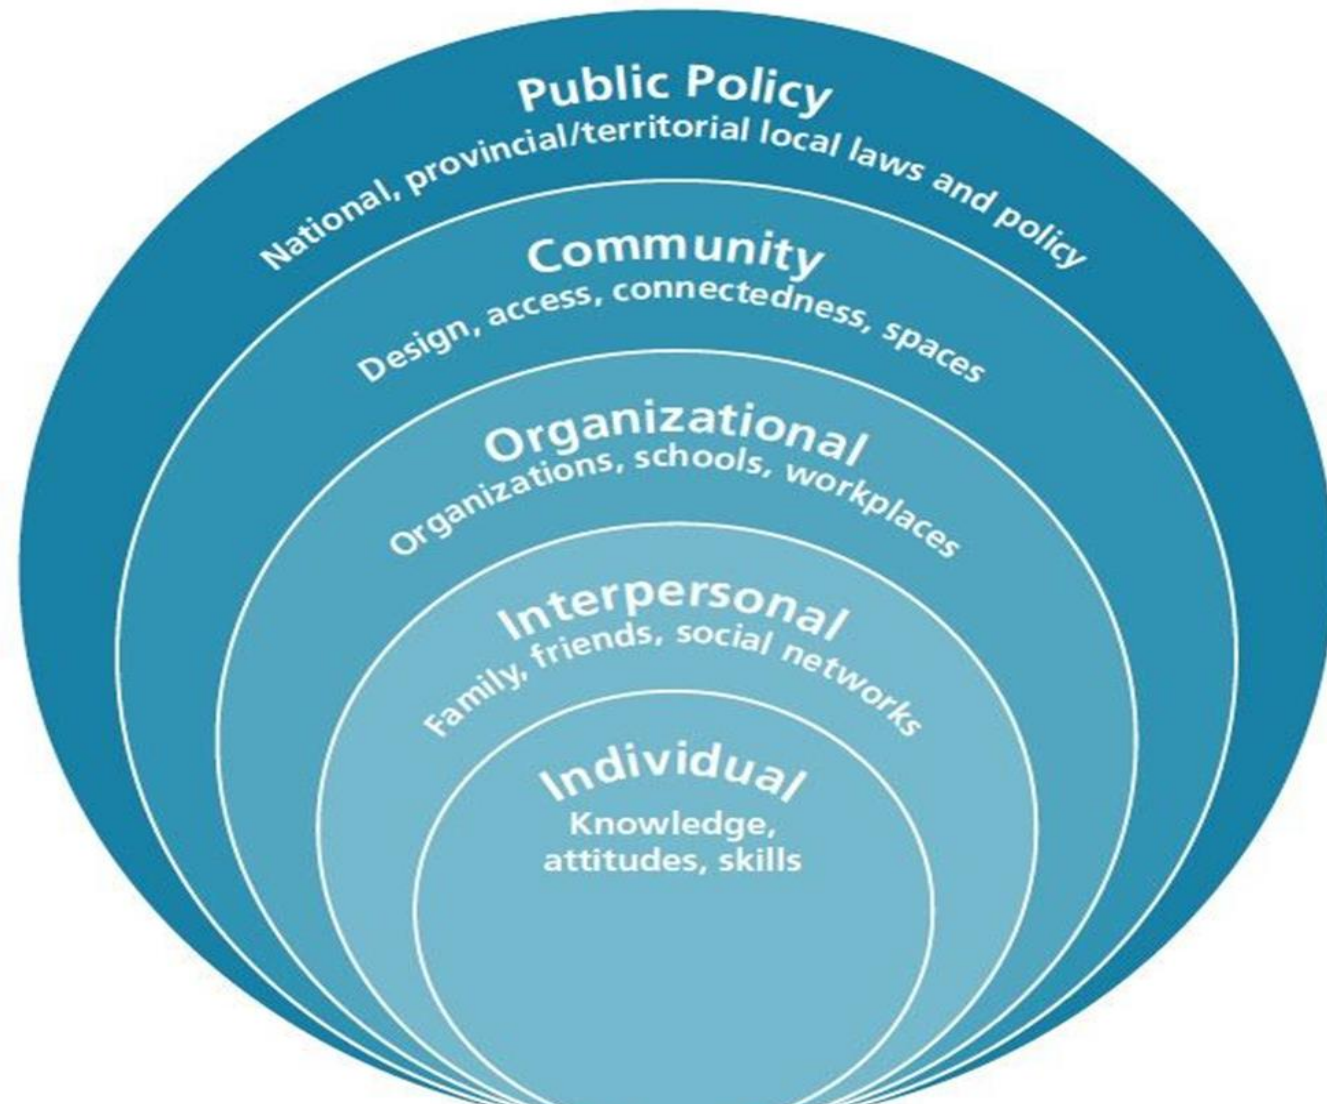 Public Policy
National, provincial/territorial local laws and policy
Community
Design, access, connectedness, spaces
Organizational
Organizations, schools, workplaces
Interpersonal
Family, friends, social networks
Individual
Knowledge,
attitudes, skills